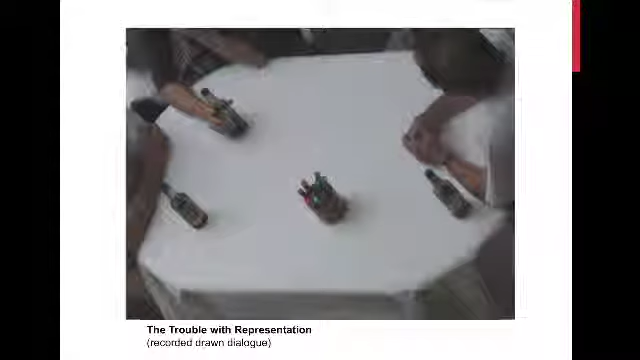 The Trouble with Representation
(recorded drawn dialogue)